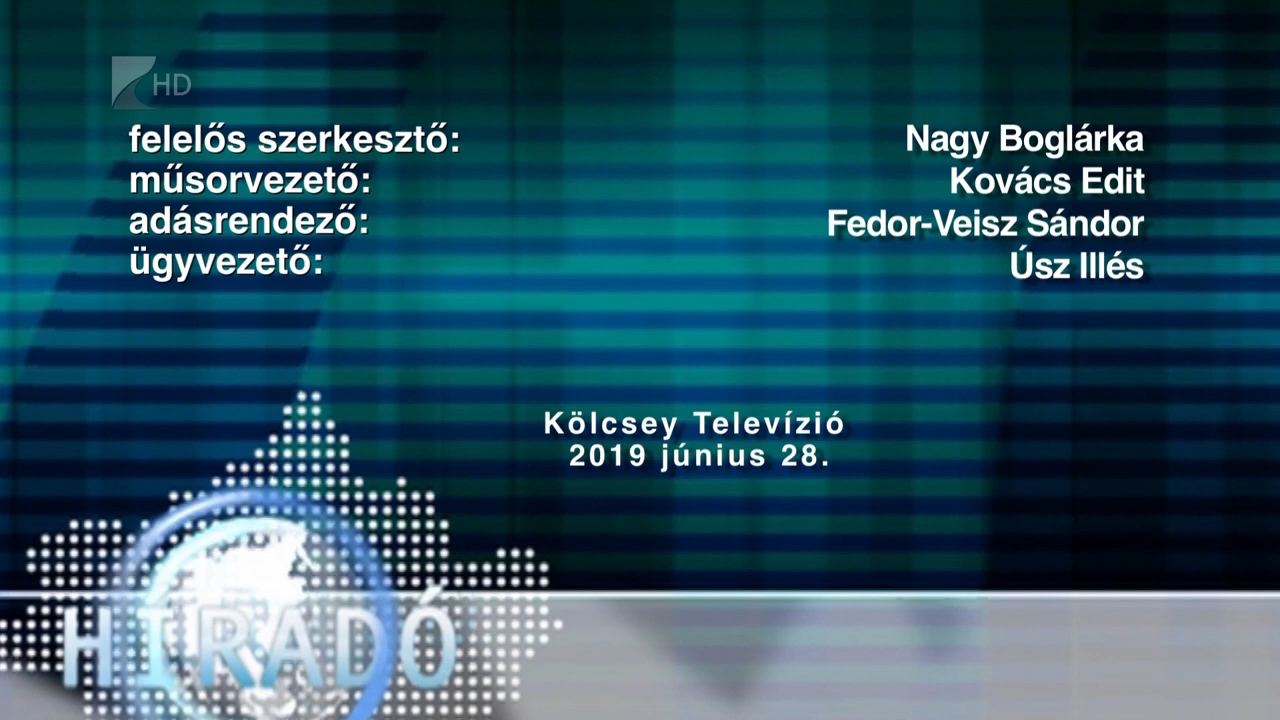 HD
felelős szerkesztő: Nagy Boglárka
műsorvezető: Kovács Edit
adásrendező: Fedor-Veisz Sándor
ügyvezető: Úsz Illés
Kölcsey Televízió
2019 június 28.
HÍRADÓ